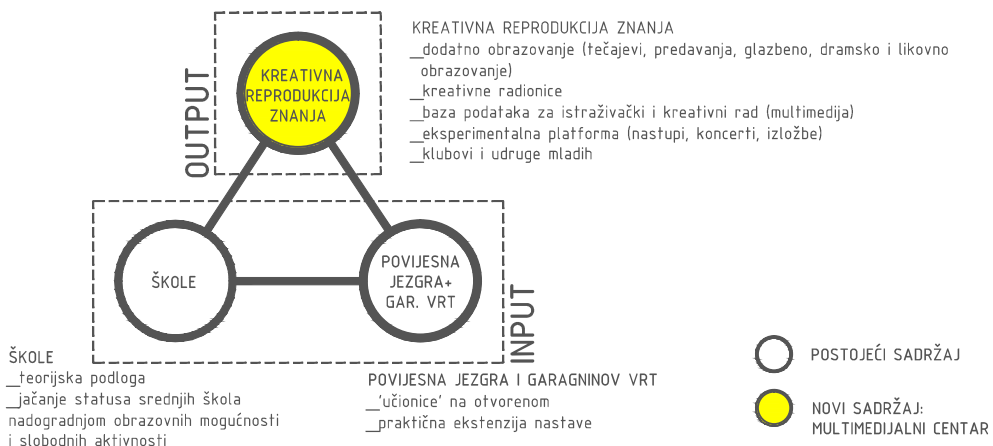 KREATIVNA REPRODUKCIJA ZNANJA
__dodatno obrazovanje (tečajevi, predavanja, glazbeno, dramsko i likovno
obrazovanje)
__kreativne radionice
__baza podataka za istraživački i kreativni rad (multimedija)
__eksperimentalna platforma (nastupi, koncerti, izložbe)
__klubovi i udruge mladih
OUTPUT
KREATIVNA
REPRODUKCIJA
ZNANJA
ŠKOLE
POVIJESNA
JEZGRA+
GAR. VRT
INPUT
ŠKOLE
__teorijska podloga
__jačanje statusa srednjih škola
nadogradnjom obrazovnih mogućnosti
i slobodnih aktivnosti
POVIJESNA JEZGRA I GARAGNINOV VRT
__'učionice' na otvorenom
__praktična ekstenzija nastave
POSTOJEĆI SADRŽAJ
NOVI SADRŽAJ:
MULTIMEDIJALNI CENTAR